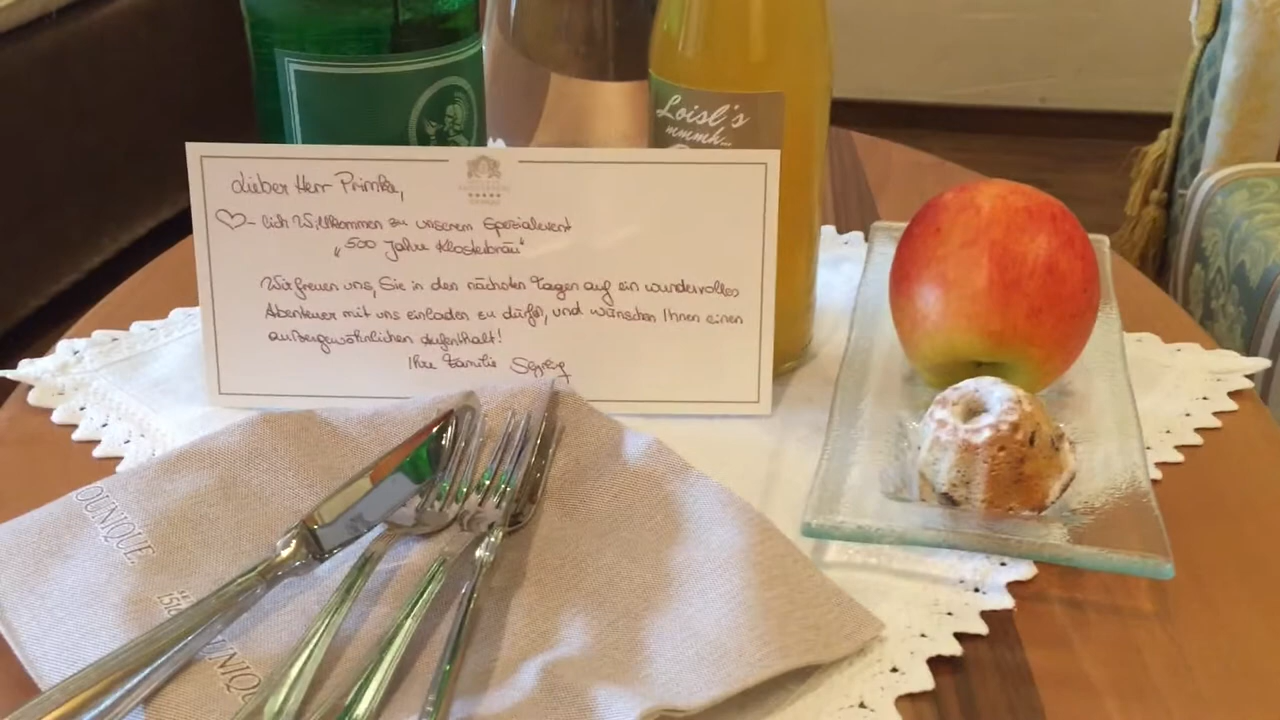 Loisl's
mmmh...
Lieber Herr Primke,
♡-lich Willkommen zu unserem Spezialevent
„500 Jahre Klosterbräu"
Wir freuen uns, Sie in den nächsten Tagen auf ein wundervolles
Abenteuer mit uns einladen zu dürfen, und wünschen Ihnen einen
außergewöhnlichen Aufenthalt!
Ihre Familie
OUNIQUE.